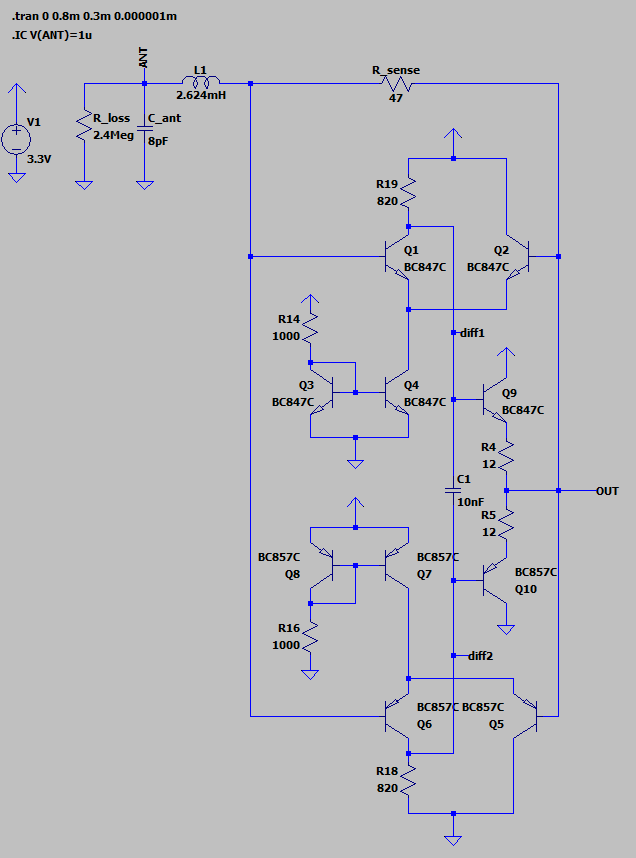 .tran 0 0.8m 0.3m 0.000001m
.IC V(ANT)=1u
ANT
L1
2.624mH
R_sense
47
V1
3.3V
R_loss
2.4Meg
C_ant
8pF
R19
820
Q1
BC847C
Q2
BC847C
R14
1000
diff1
Q3
BC847C
Q4
BC847C
Q9
BC847C
R4
12
C1
10nF
OUT
R5
12
BC857C
Q8
BC857C
Q7
BC857C
Q10
R16
1000
diff2
BC857C
Q6
BC857C
Q5
R18
820